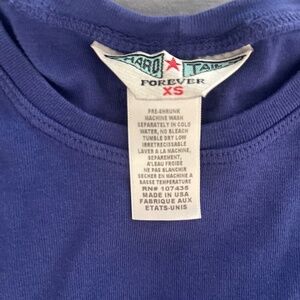 HARD TAIL
FOREVER
XS
PRE-SHRUNK
MACHINE WASH
SEPARATELY IN COLD
WATER, NO BLEACH
TUMBLE DRY LOW
IRRETRECISSABLE
LAVER A LA MACHINE,
SEPAREMENT,
A'LEAU FROIDE
NE PAS BLANCHIR
SECHER EN MACHINE A
BASSE TEMPERATURE
RN# 107435
MADE IN USA
FABRIQUE AUX
ETATS-UNIS